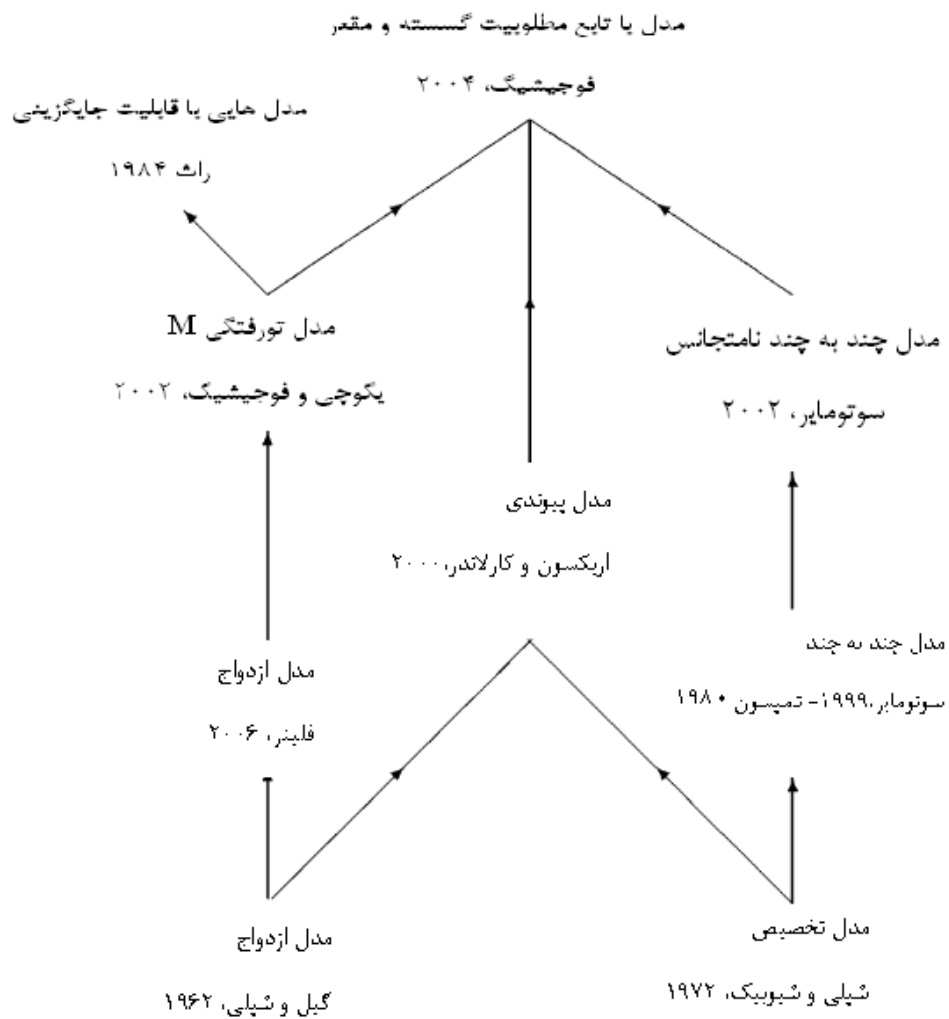 مدل با تابع مطلوبیت گسسته و مقعر
فوجیشیگ، ۲۰۰۴
مدل هایی با قابلیت جایگزینی
راث ۱۹۸۴
مدل تورفتگی M
یگوچی و فوجیشیگ، ۲۰۰۲
مدل چند به چند نامتجانس
سوتومایر، ۲۰۰۲
مدل پیوندی
اریکسون و کارلاندر،۲۰۰۰
مدل ازدواج
فلینر، ۲۰۰۶
مدل چند به چند
سوتومایر،۱۹۹۹- تمپسون ۱۹۸۰
مدل ازدواج
گیل و شپلی، ۱۹۶۲
مدل تخصیص
شپلی و شیوبیک، ۱۹۷۲